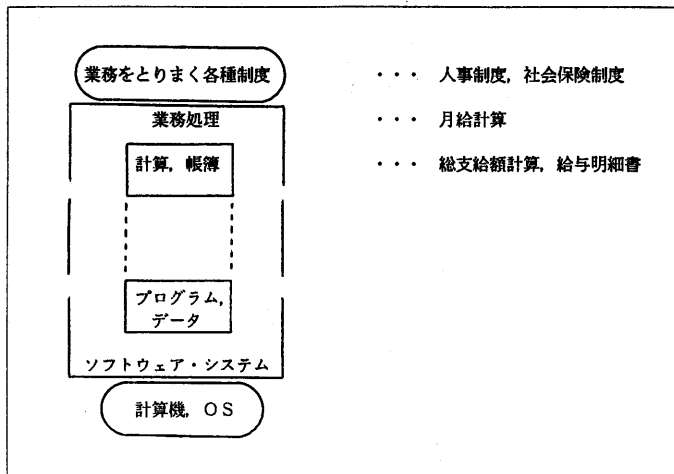 業務をとりまく各種制度 ・・・ 人事制度, 社会保険制度
業務処理 ・・・ 月給計算
計算, 帳簿 ・・・ 総支給額計算, 給与明細書
プログラム,
データ
ソフトウェア・システム
計算機, OS